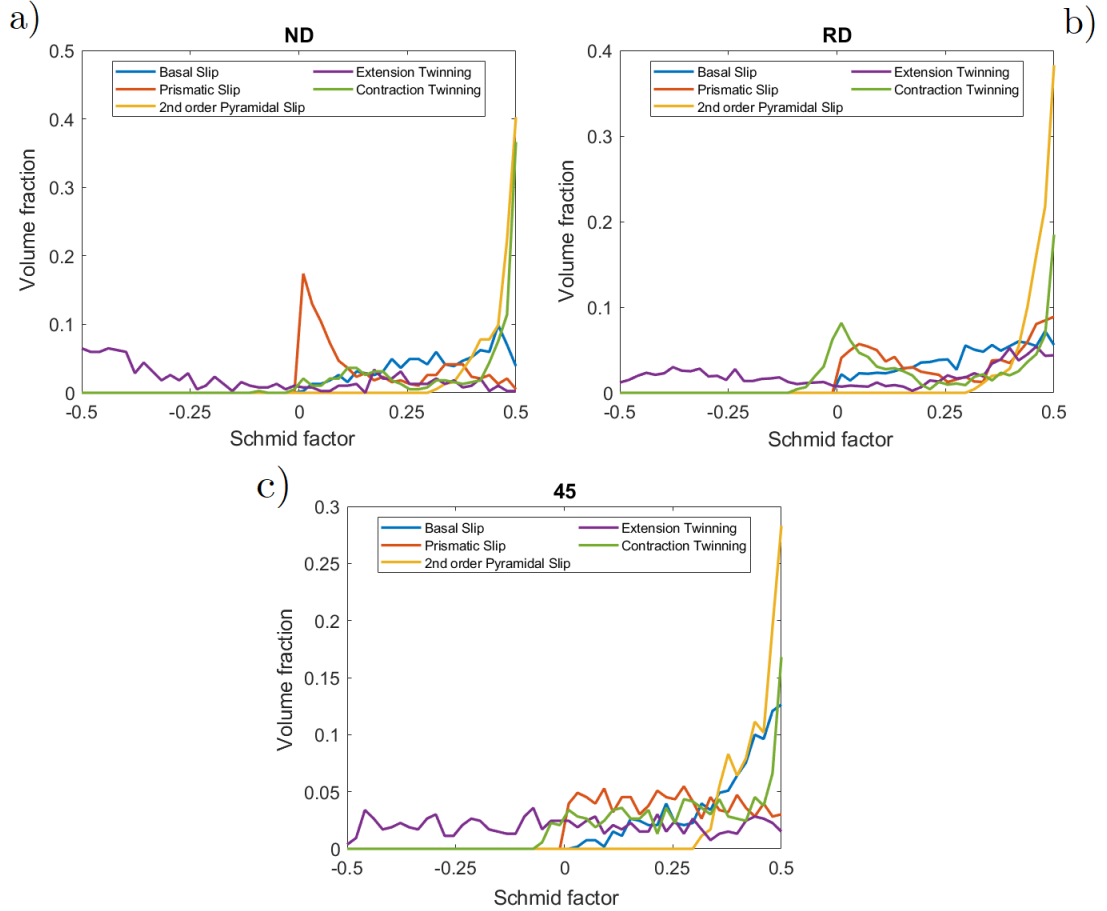 a)
ND
0.5
0.4
0.3
0.2
0.1
0
Volume fraction
Basal Slip
Prismatic Slip
2nd order Pyramidal Slip
Extension Twinning
Contraction Twinning
-0.5 -0.25 0 0.25 0.5
Schmid factor
b)
RD
0.4
0.3
0.2
0.1
0
Volume fraction
Basal Slip
Prismatic Slip
2nd order Pyramidal Slip
Extension Twinning
Contraction Twinning
-0.5 -0.25 0 0.25 0.5
Schmid factor
c)
45
0.3
0.25
0.2
0.15
0.1
0.05
0
Volume fraction
Basal Slip
Prismatic Slip
2nd order Pyramidal Slip
Extension Twinning
Contraction Twinning
-0.5 -0.25 0 0.25 0.5
Schmid factor